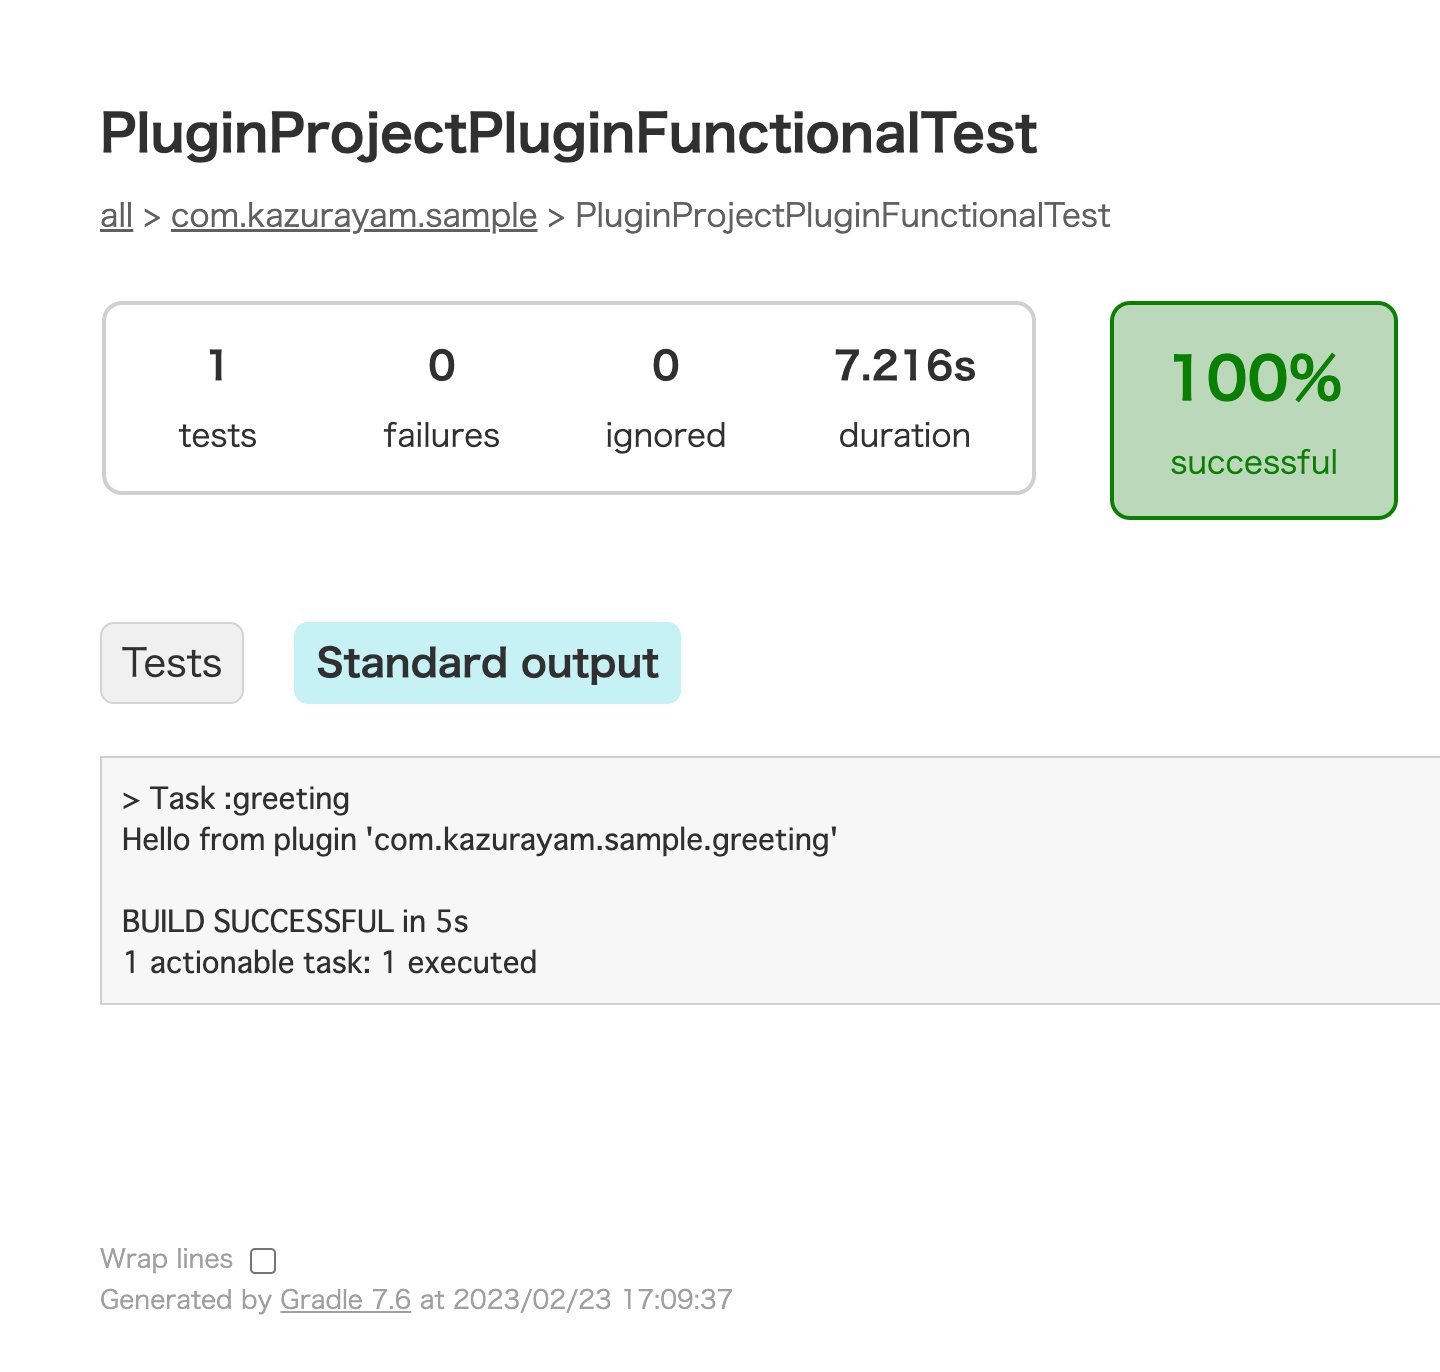 PluginProjectPluginFunctionalTest
all > com.kazurayam.sample > PluginProjectPluginFunctionalTest
1 0 0 7.216s
tests failures ignored duration
100%
successful
Tests Standard output
> Task :greeting
Hello from plugin 'com.kazurayam.sample.greeting'
BUILD SUCCESSFUL in 5s
1 actionable task: 1 executed
Wrap lines
Generated by Gradle 7.6 at 2023/02/23 17:09:37